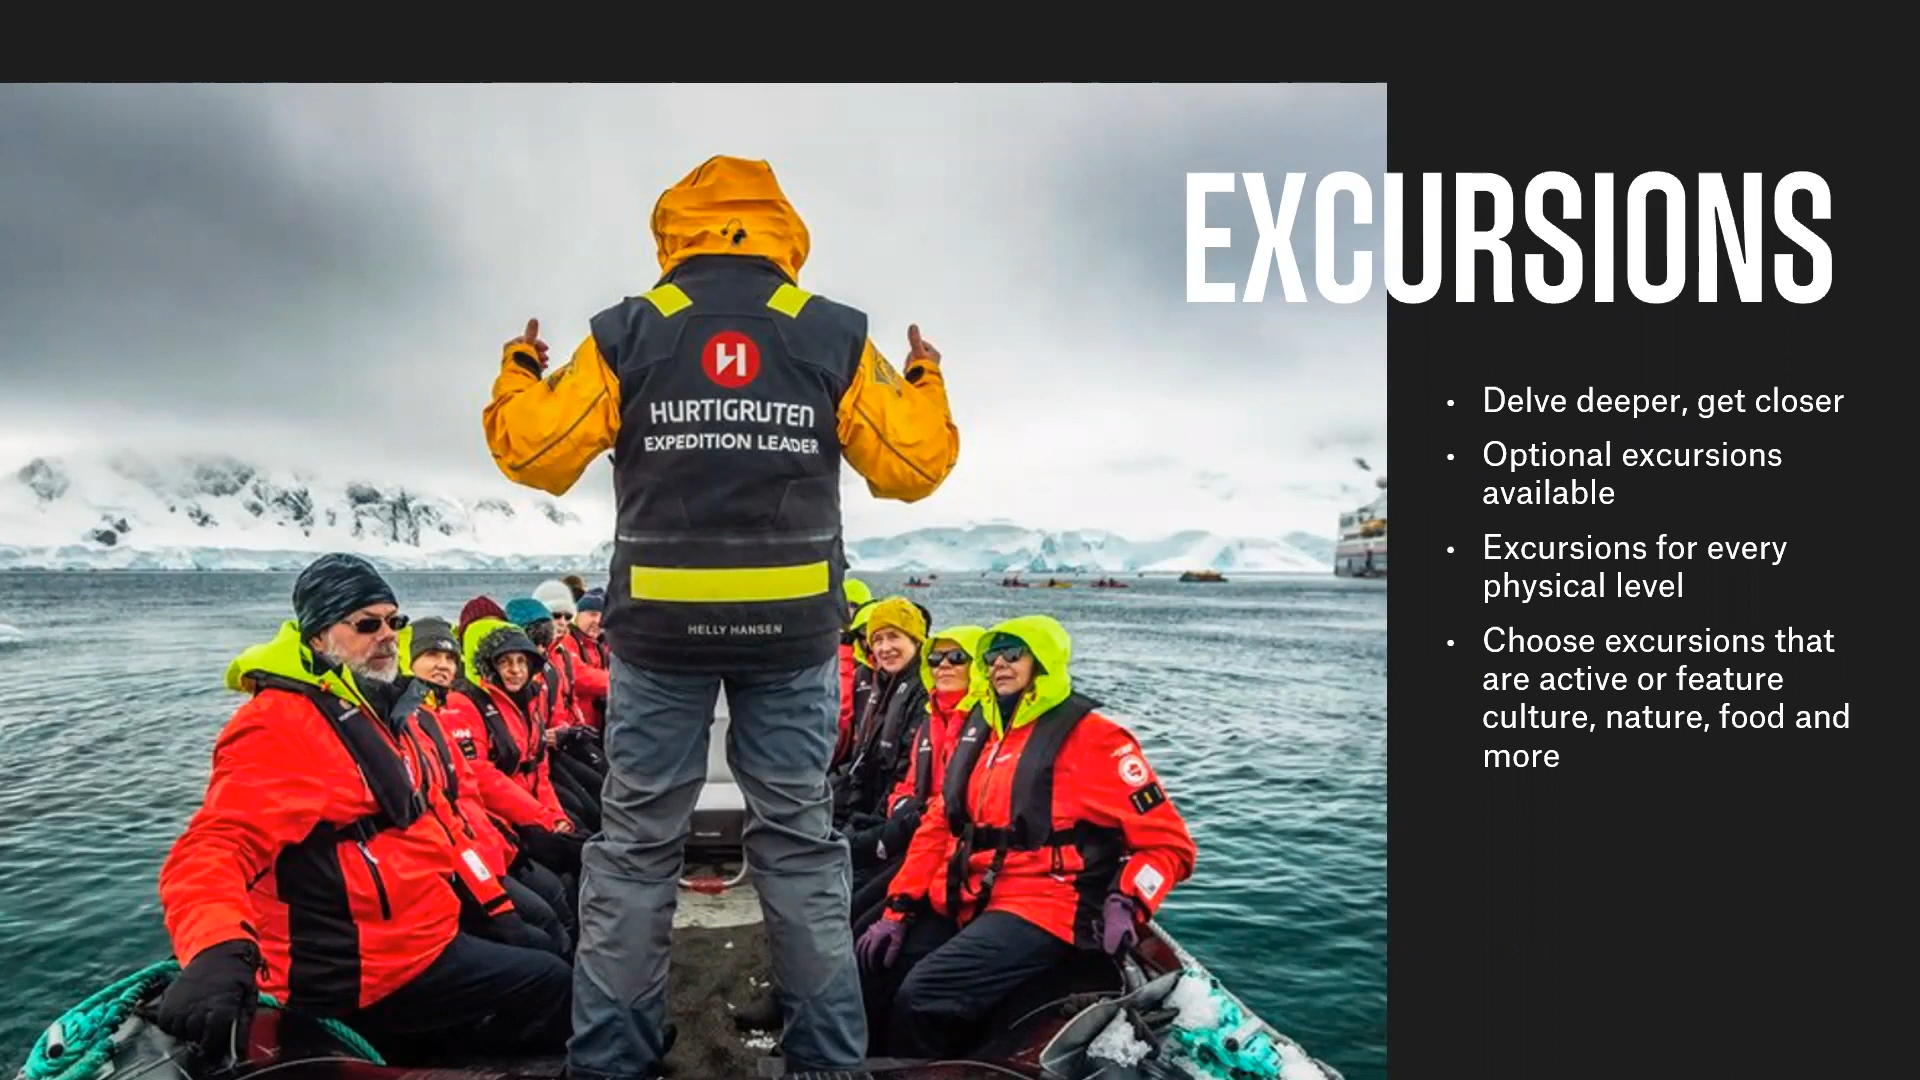 EXCURSIONS
HURTIGRUTEN
EXPEDITION LEADER
HELLY HANSEN
• Delve deeper, get closer
• Optional excursions
available
• Excursions for every
physical level
• Choose excursions that
are active or feature
culture, nature, food and
more